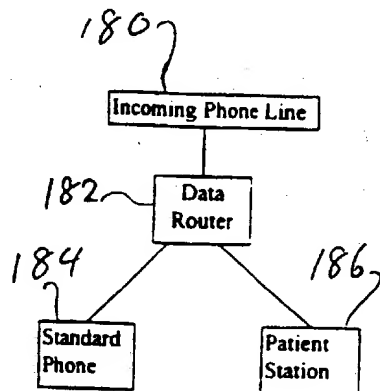 180
Incoming Phone Line
182
Data
Router
184
186
Standard
Phone
Patient
Station